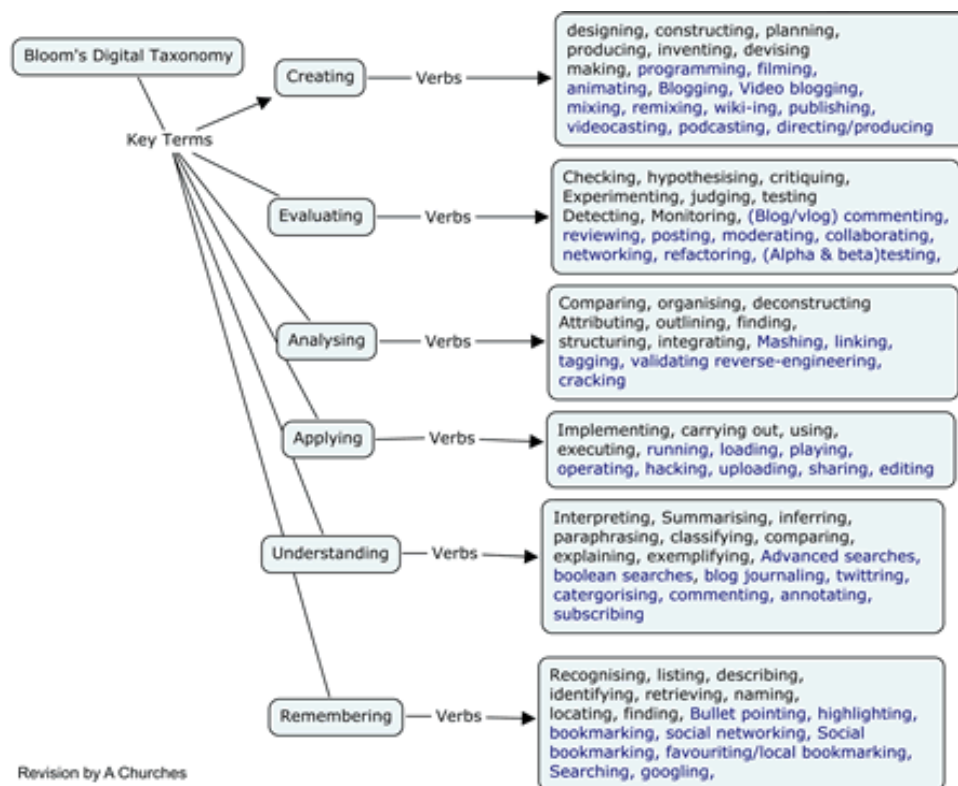 Bloom's Digital Taxonomy
Key Terms
Creating
Verbs
designing, constructing, planning,
producing, inventing, devising
making, programming, filming,
animating, Blogging, Video blogging,
mixing, remixing, wiki-ing, publishing,
videocasting, podcasting, directing/producing
Evaluating
Verbs
Checking, hypothesising, critiquing,
Experimenting, judging, testing
Detecting, Monitoring, (Blog/vlog) commenting,
reviewing, posting, moderating, collaborating,
networking, refactoring, (Alpha & beta)testing,
Analysing
Verbs
Comparing, organising, deconstructing
Attributing, outlining, finding,
structuring, integrating, Mashing, linking,
tagging, validating reverse-engineering,
cracking
Applying
Verbs
Implementing, carrying out, using,
executing, running, loading, playing,
operating, hacking, uploading, sharing, editing
Understanding
Verbs
Interpreting, Summarising, inferring,
paraphrasing, classifying, comparing,
explaining, exemplifying, Advanced searches,
boolean searches, blog journaling, twittring,
catergorising, commenting, annotating,
subscribing
Remembering
Verbs
Recognising, listing, describing,
identifying, retrieving, naming,
locating, finding, Bullet pointing, highlighting,
bookmarking, social networking, Social
bookmarking, favouriting/local bookmarking,
Searching, googling,
Revision by A Churches